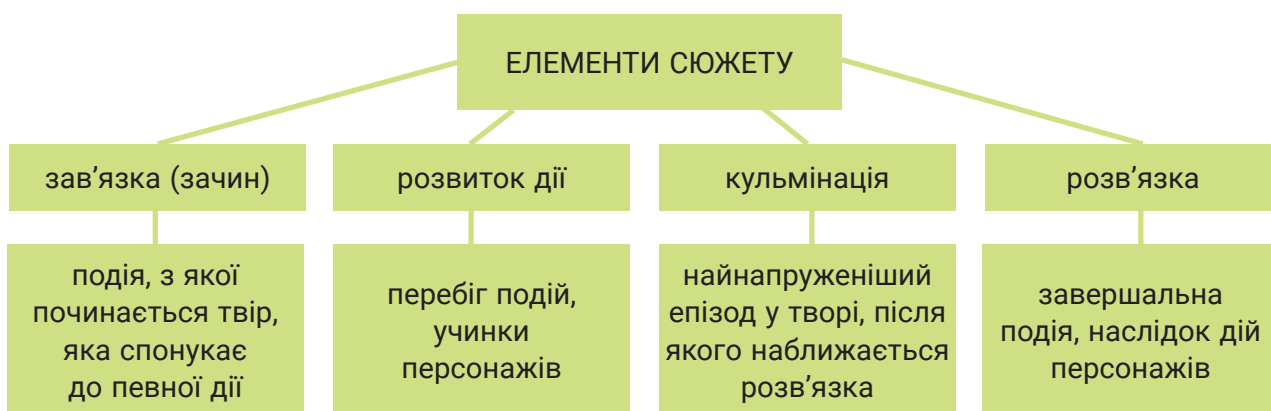 ЕЛЕМЕНТИ СЮЖЕТУ
зав’язка (зачин)
розвиток дії
кульмінація
розв’язка
подія, з якої
починається твір,
яка спонукає
до певної дії
перебіг подій,
учинки
персонажів
найнапруженіший
епізод у творі, після
якого наближається
розв’язка
завершальна
подія, наслідок дій
персонажів